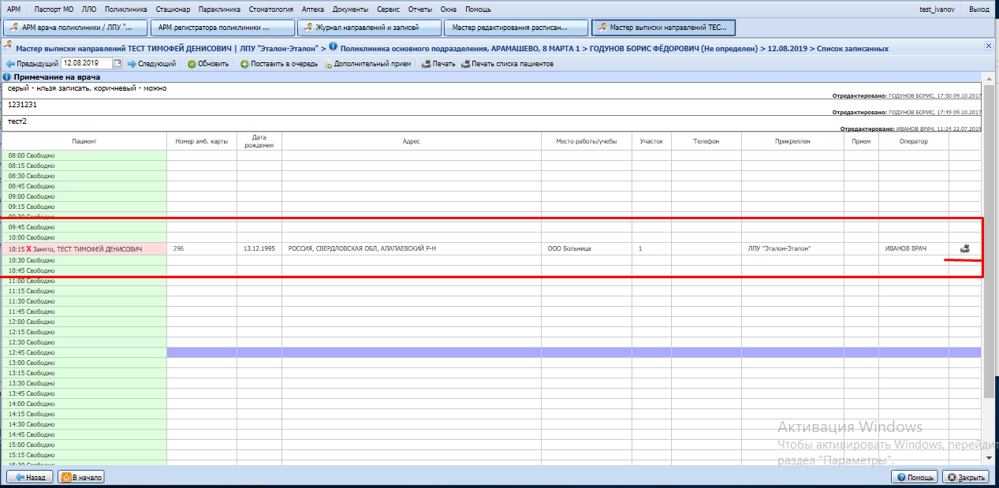 АРМ Паспорт МО ЛЛО Поликлиника Стационар Параклиника Стоматология Аптека Документы Сервис Отчеты Окна Помощь test_ivanov Выход
АРМ врача поликлиники / ЛПУ "... АРМ регистратора поликлиники ... Журнал направлений и записей Мастер редактирования расписан... Мастер выписки направлений ТЕС...
Мастер выписки направлений ТЕСТ ТИМОФЕЙ ДЕНИСОВИЧ | ЛПУ "Эталон-Эталон" > Поликлиника основного подразделения, АРАМАШЕВО, 8 МАРТА 1 > ГОДУНОВ БОРИС ФЁДОРОВИЧ (Не определен) > 12.08.2019 > Список записанных
Предыдущий 12.08.2019 Следующий Обновить Поставить в очередь Дополнительный прием Печать Печать списка пациентов
Примечание на врача
серый - нльзя записать, коричневый - можно
Отредактировано: ГОДУНОВ БОРИС, 17:50 09.10.2017
1231231
Отредактировано: ГОДУНОВ БОРИС, 17:49 09.10.2017
тест2
Отредактировано: ИВАНОВ ВРАЧ, 11:24 22.07.2019
Пациент Номер амб. карты Дата рождения Адрес Место работы/учебы Участок Телефон Прикреплен Прием Оператор
08:00 Свободно
08:15 Свободно
08:30 Свободно
08:45 Свободно
09:00 Свободно
09:15 Свободно
09:30 Свободно
09:45 Свободно
10:00 Свободно
10:15 X Занято, ТЕСТ ТИМОФЕЙ ДЕНИСОВИЧ 296 13.12.1995 РОССИЯ, СВЕРДЛОВСКАЯ ОБЛ, АЛАПАЕВСКИЙ Р-Н ООО Больница 1 ЛПУ "Эталон-Эталон" ИВАНОВ ВРАЧ
10:30 Свободно
10:45 Свободно
11:00 Свободно
11:15 Свободно
11:30 Свободно
11:45 Свободно
12:00 Свободно
12:15 Свободно
12:30 Свободно
12:45 Свободно
13:00 Свободно
13:15 Свободно
13:30 Свободно
13:45 Свободно
14:00 Свободно
14:15 Свободно
14:30 Свободно
14:45 Свободно
15:00 Свободно
15:15 Свободно
15:30 Свободно
Активация Windows
Чтобы активировать Windows, перейдит
раздел "Параметры".
Назад В начало Помощь Закрыть